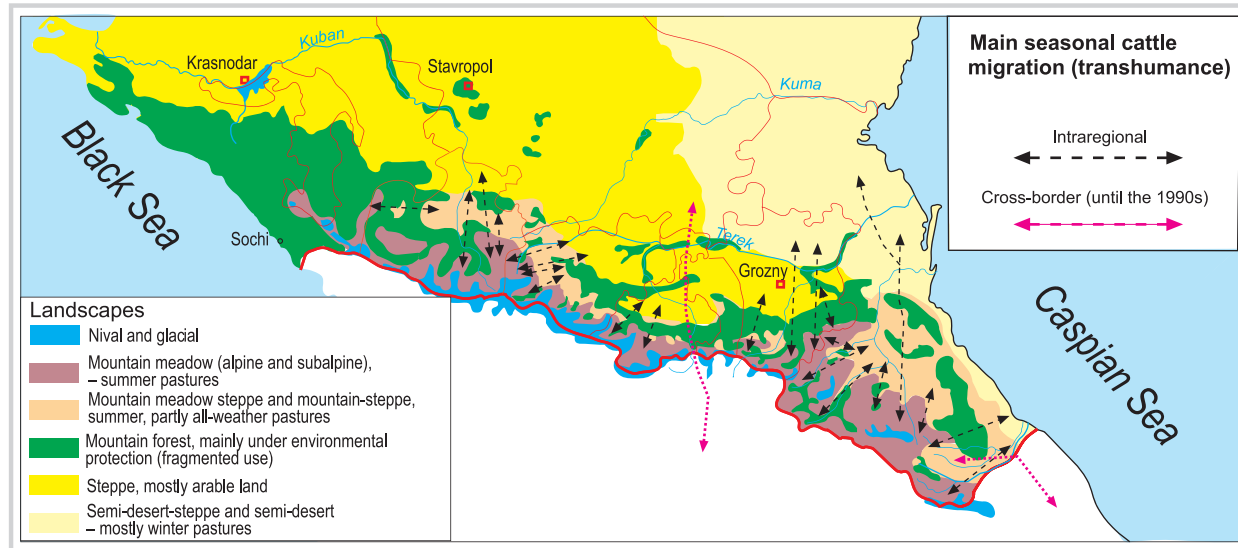 Main seasonal cattle
migration (transhumance)
Intraregional
Cross-border (until the 1990s)
Krasnodar
Kuban
Stavropol
Kuma
Black Sea
Sochi
Terek
Grozny
Caspian Sea
Landscapes
Nival and glacial
Mountain meadow (alpine and subalpine),
– summer pastures
Mountain meadow steppe and mountain-steppe,
summer, partly all-weather pastures
Mountain forest, mainly under environmental
protection (fragmented use)
Steppe, mostly arable land
Semi-desert-steppe and semi-desert
– mostly winter pastures